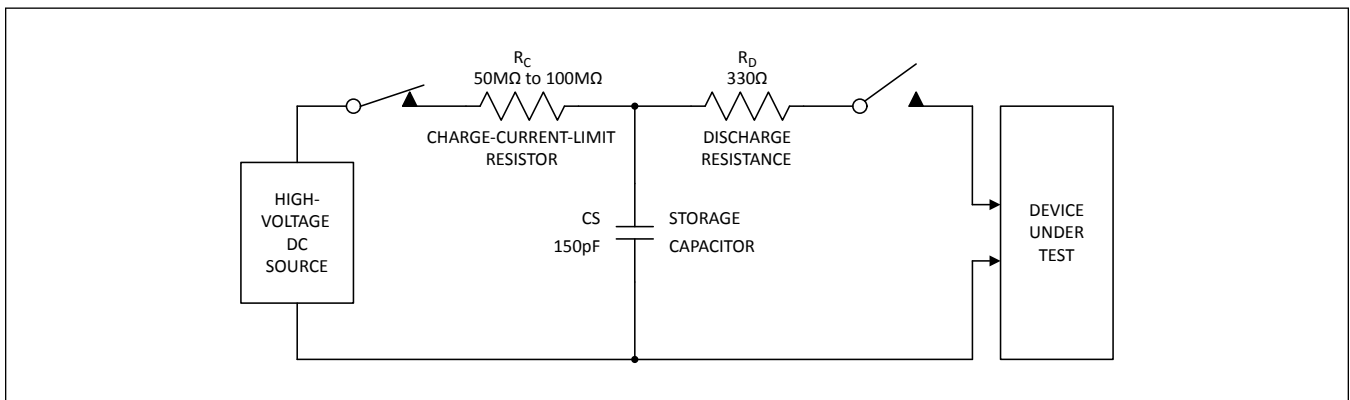 R_C
50MΩ to 100MΩ
CHARGE-CURRENT-LIMIT
RESISTOR
R_D
330Ω
DISCHARGE
RESISTANCE
HIGH-
VOLTAGE
DC
SOURCE
CS
150pF
STORAGE
CAPACITOR
DEVICE
UNDER
TEST